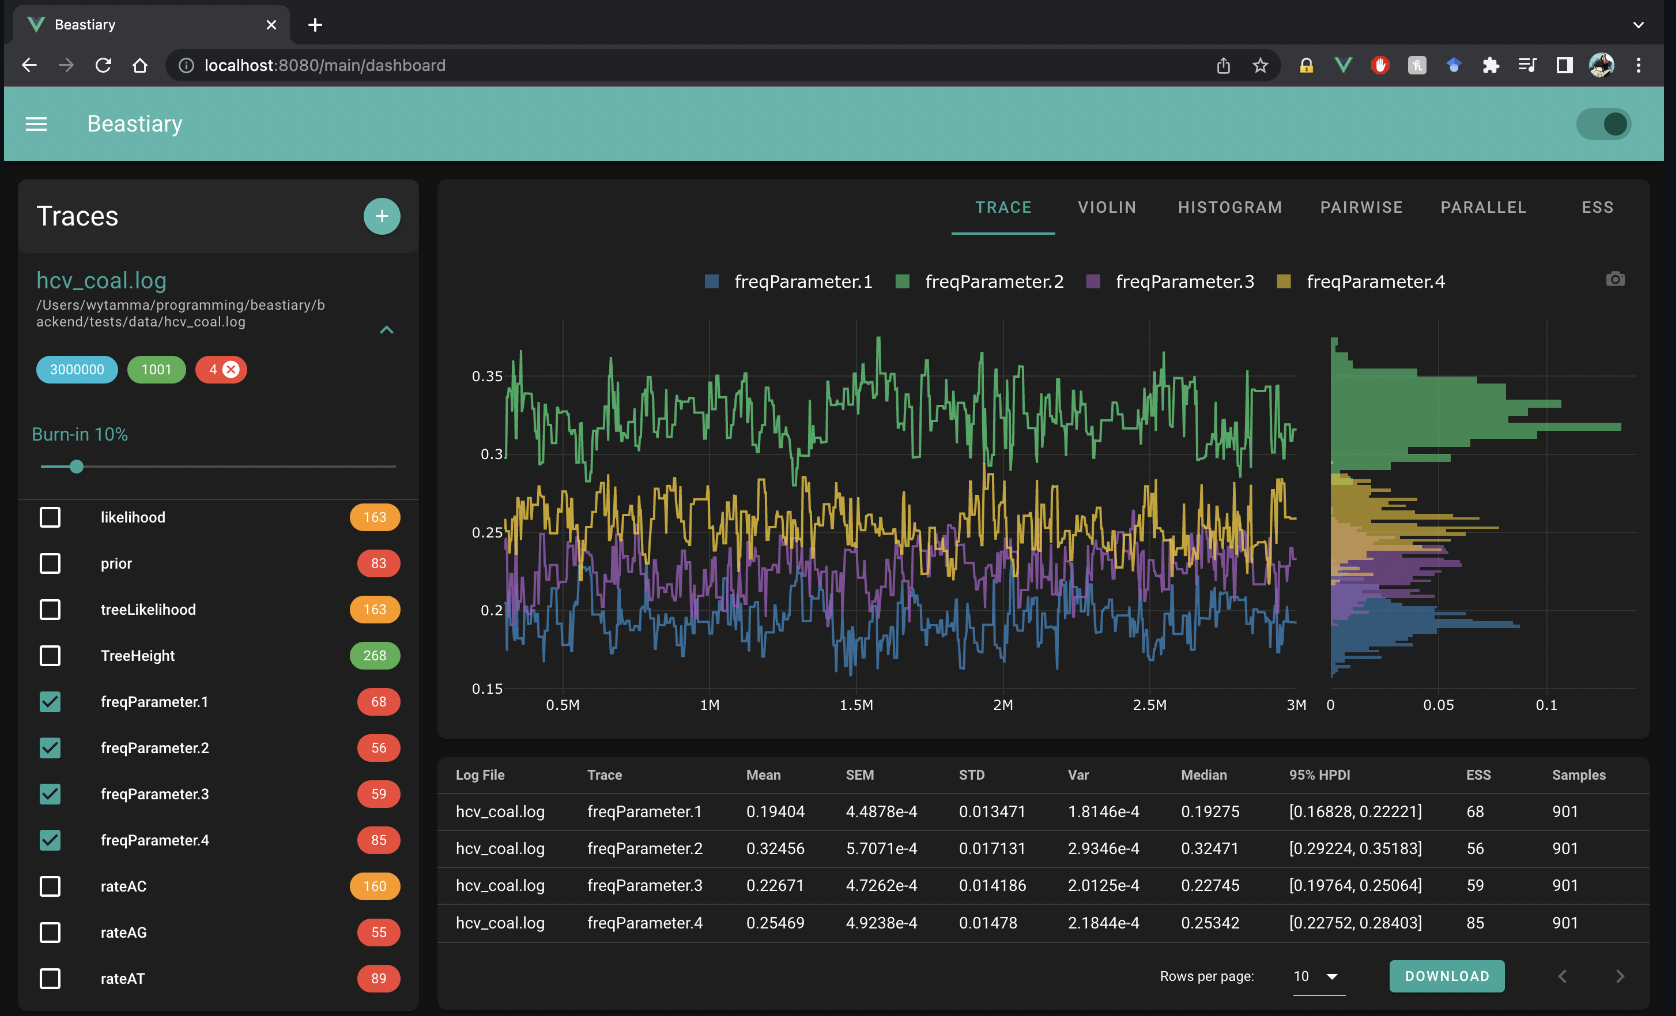 Beastiary
localhost:8080/main/dashboard
Beastiary
Traces
hcv_coal.log
/Users/wytamma/programming/beastiary/b
ackend/tests/data/hcv_coal.log
3000000 1001 4
Burn-in 10%
likelihood 163
prior 83
treeLikelihood 163
TreeHeight 268
freqParameter.1 68
freqParameter.2 56
freqParameter.3 59
freqParameter.4 85
rateAC 160
rateAG 55
rateAT 89
TRACE VIOLIN HISTOGRAM PAIRWISE PARALLEL ESS
freqParameter.1 freqParameter.2 freqParameter.3 freqParameter.4
0.35
0.3
0.25
0.2
0.15
0.5M 1M 1.5M 2M 2.5M 3M 0 0.05 0.1
Log File Trace Mean SEM STD Var Median 95% HPDI ESS Samples
hcv_coal.log freqParameter.1 0.19404 4.4878e-4 0.013471 1.8146e-4 0.19275 [0.16828, 0.22221] 68 901
hcv_coal.log freqParameter.2 0.32456 5.7071e-4 0.017131 2.9346e-4 0.32471 [0.29224, 0.35183] 56 901
hcv_coal.log freqParameter.3 0.22671 4.7262e-4 0.014186 2.0125e-4 0.22745 [0.19764, 0.25064] 59 901
hcv_coal.log freqParameter.4 0.25469 4.9238e-4 0.01478 2.1844e-4 0.25342 [0.22752, 0.28403] 85 901
Rows per page: 10 DOWNLOAD